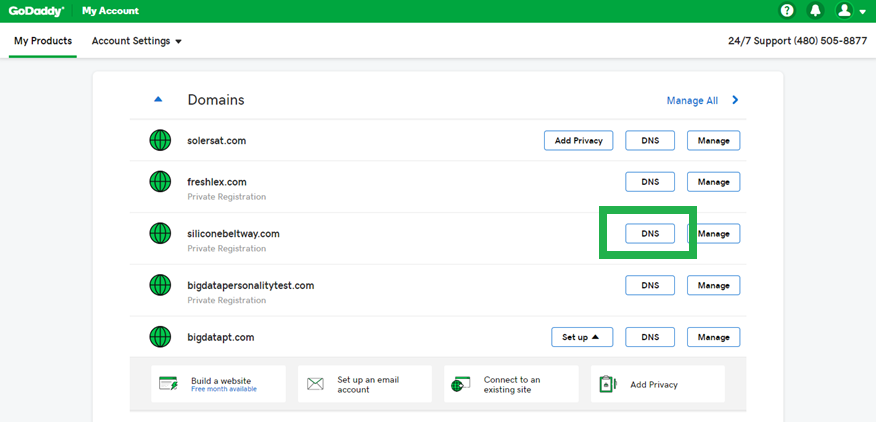 GoDaddy My Account
My Products Account Settings 24/7 Support (480) 505-8877
Domains Manage All
solersat.com Add Privacy DNS Manage
freshlex.com DNS Manage
Private Registration
siliconebeltway.com DNS Manage
Private Registration
bigdatapersonalitytest.com DNS Manage
Private Registration
bigdatapt.com Set up DNS Manage
Build a website
Free month available
Set up an email
account
Connect to an
existing site
Add Privacy